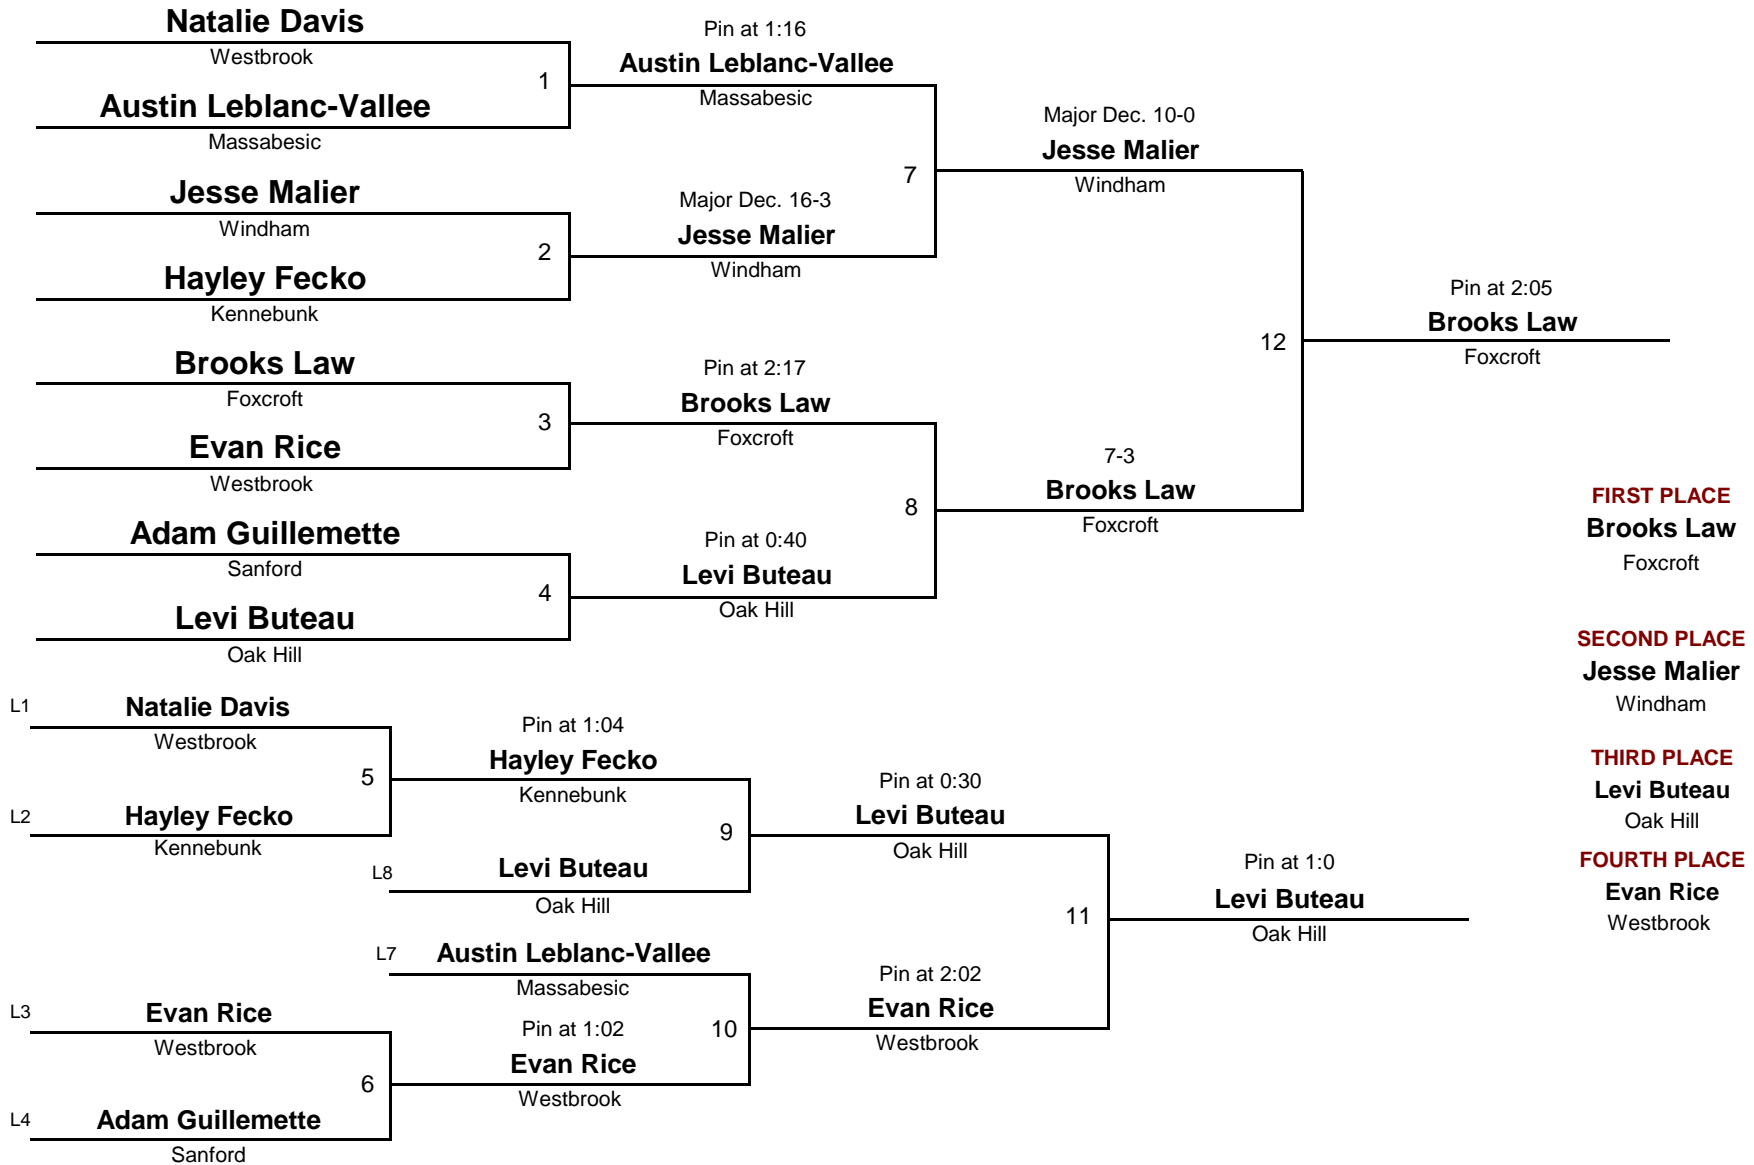 Natalie Davis
Westbrook
1
Austin Leblanc-Vallee
Massabesic
Jesse Malier
Windham
2
Hayley Fecko
Kennebunk
Brooks Law
Foxcroft
3
Evan Rice
Westbrook
Adam Guillemette
Sanford
4
Levi Buteau
Oak Hill
Pin at 1:16
Austin Leblanc-Vallee
Massabesic
7
Major Dec. 16-3
Jesse Malier
Windham
Pin at 2:17
Brooks Law
Foxcroft
8
Pin at 0:40
Levi Buteau
Oak Hill
Major Dec. 10-0
Jesse Malier
Windham
12
7-3
Brooks Law
Foxcroft
Pin at 2:05
Brooks Law
Foxcroft
FIRST PLACE
Brooks Law
Foxcroft
SECOND PLACE
Jesse Malier
Windham
THIRD PLACE
Levi Buteau
Oak Hill
FOURTH PLACE
Evan Rice
Westbrook
L1
Natalie Davis
Westbrook
5
L2
Hayley Fecko
Kennebunk
Pin at 1:04
Hayley Fecko
Kennebunk
9
L8
Levi Buteau
Oak Hill
L7
Austin Leblanc-Vallee
Massabesic
10
L3
Evan Rice
Westbrook
6
L4
Adam Guillemette
Sanford
Pin at 1:02
Evan Rice
Westbrook
Pin at 0:30
Levi Buteau
Oak Hill
11
Pin at 2:02
Evan Rice
Westbrook
Pin at 1:0
Levi Buteau
Oak Hill